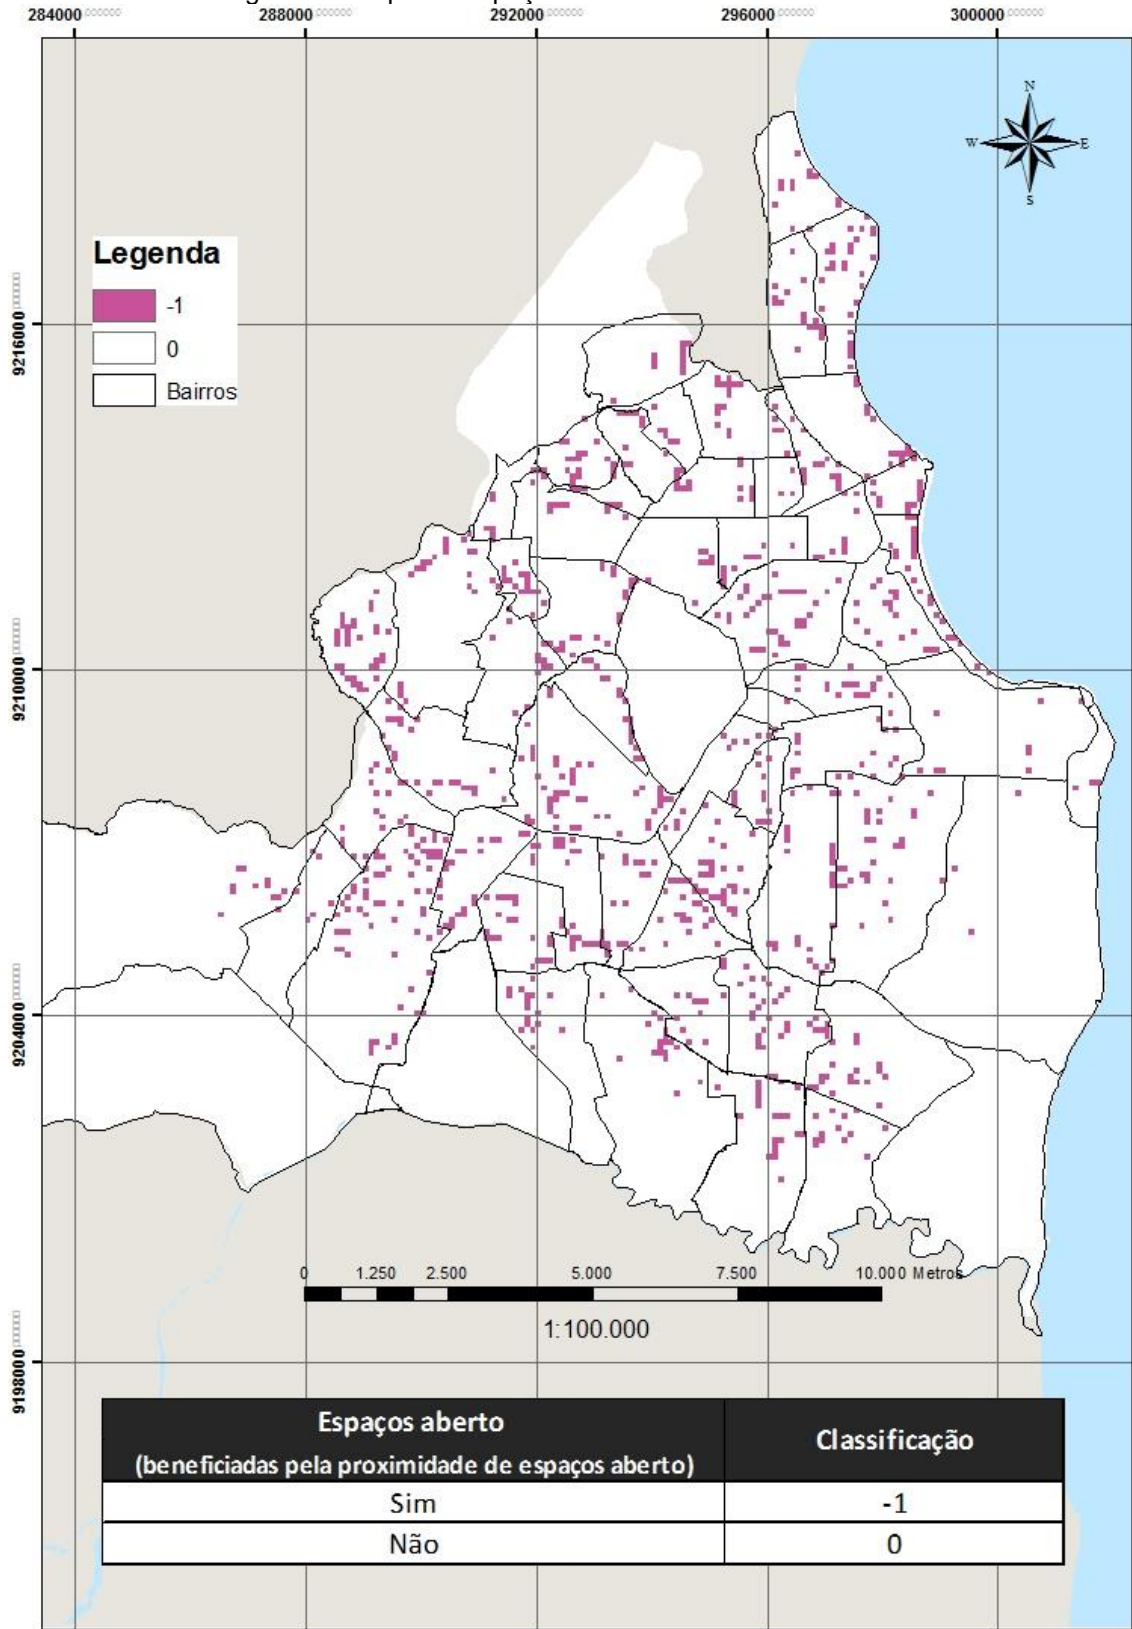 284000 288000 292000 296000 300000
N
W E
S
Legenda
-1
0
Bairros
9216000
9210000
9204000
9198000
0 1.250 2.500 5.000 7.500 10.000 Metros
1:100.000
Espaços aberto
(beneficiadas pela proximidade de espaços aberto)
Classificação
Sim -1
Não 0